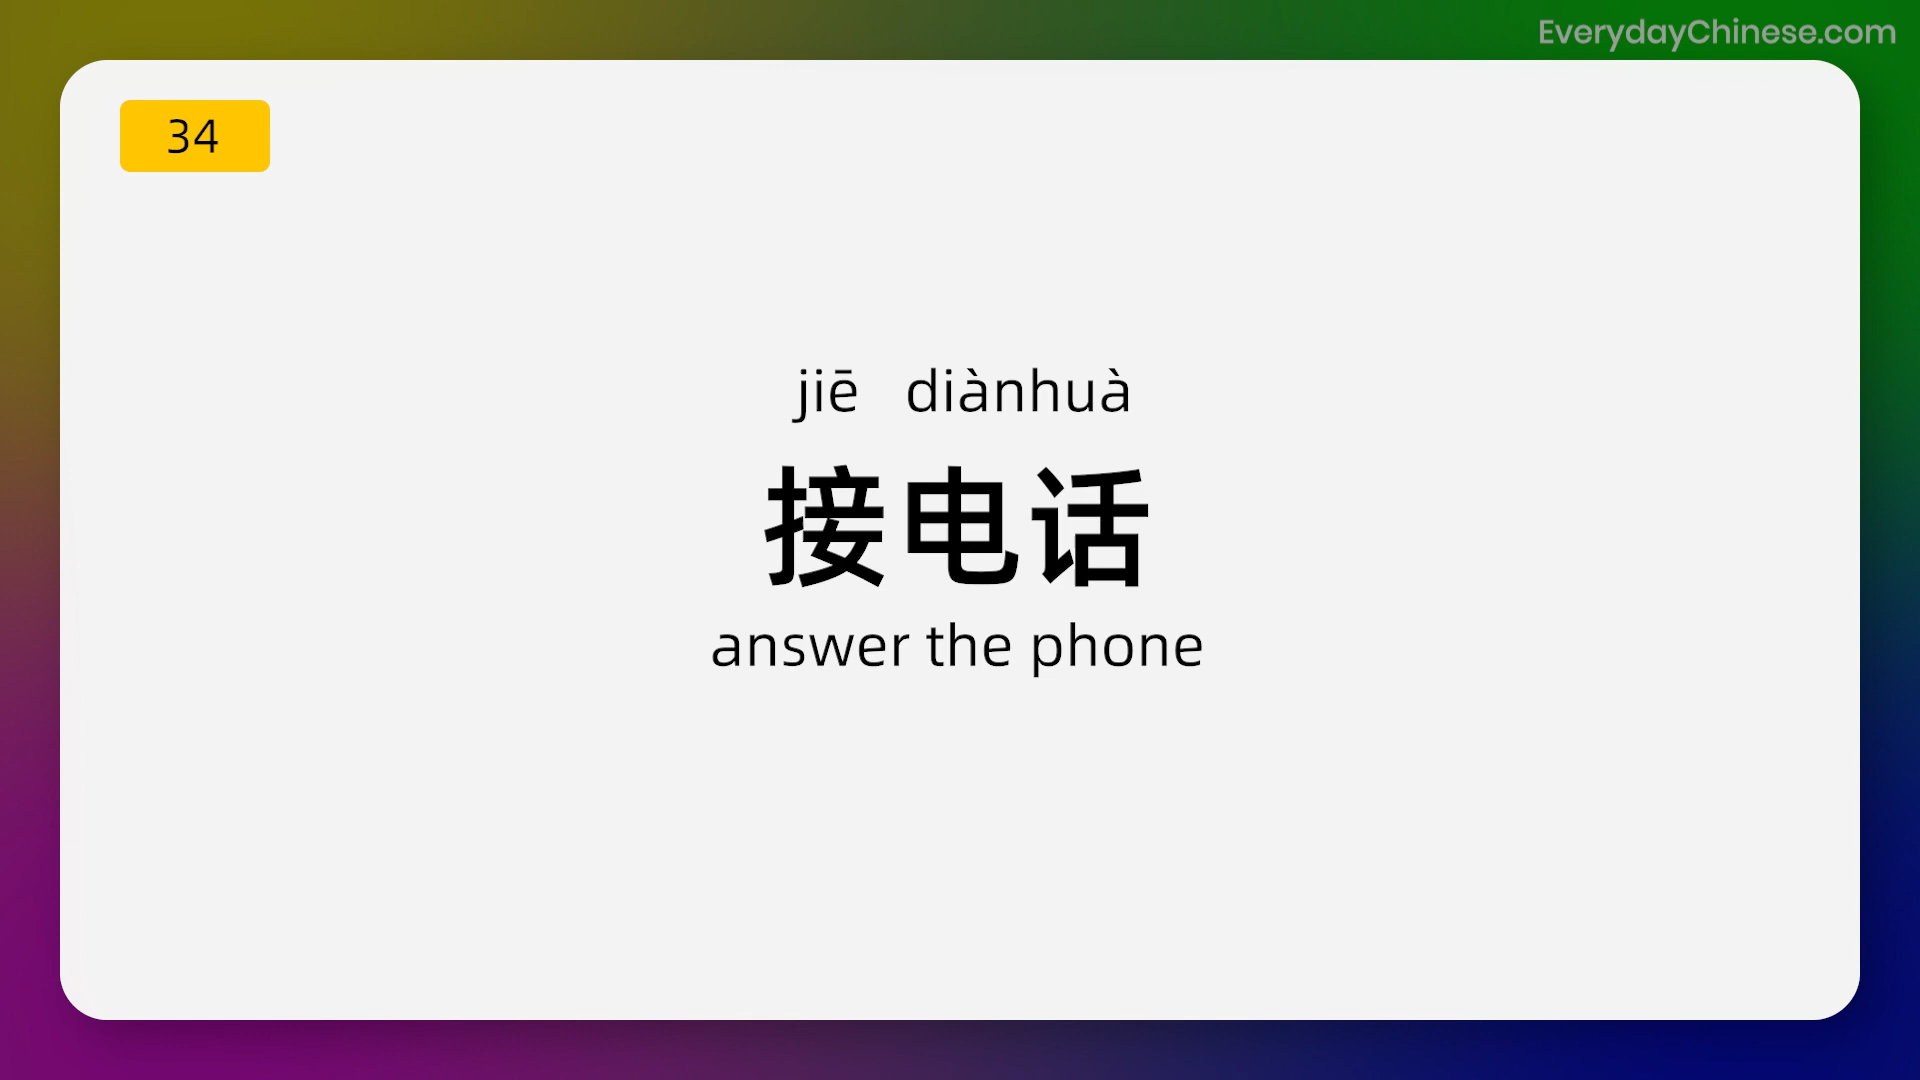 EverydayChinese.com
34
jiē diànhuà
接电话
answer the phone